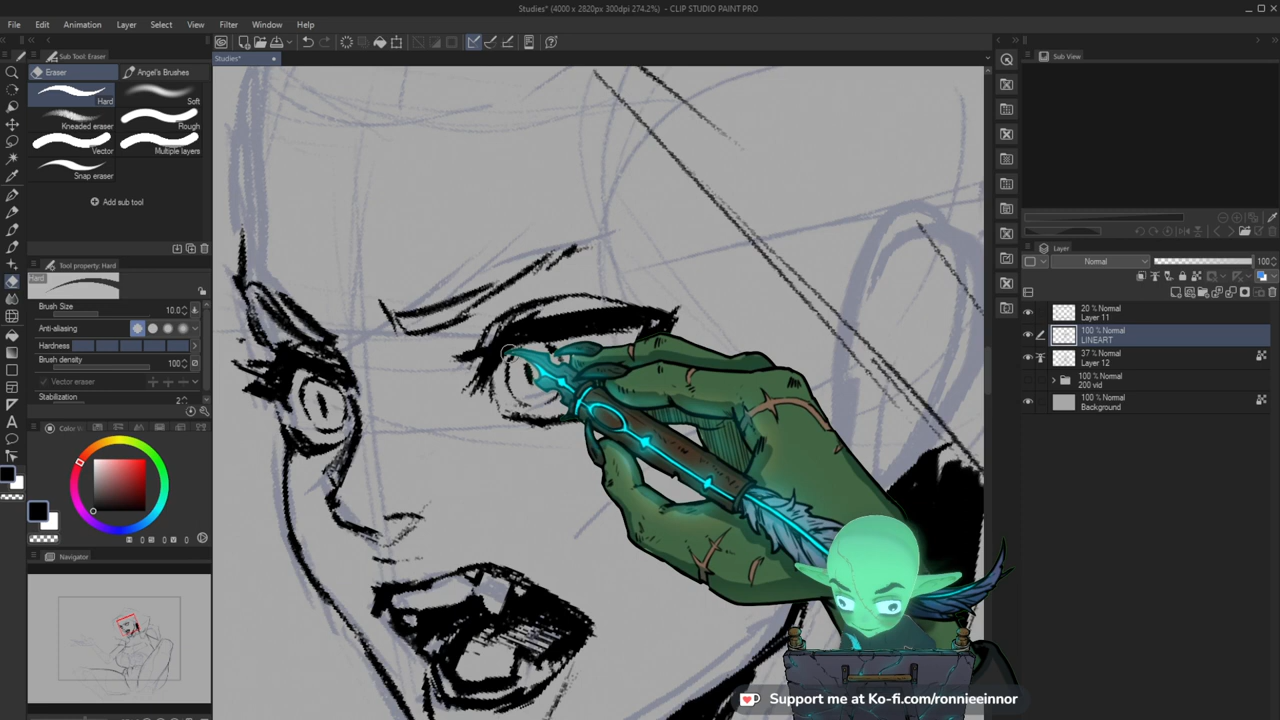 Studies* (4000 x 2820px 300dpi 274.2%) - CLIP STUDIO PAINT PRO
File Edit Animation Layer Select View Filter Window Help
Sub Tool: Eraser
Studies*
Sub View
Eraser
Angel's Brushes
Hard
Soft
Kneaded eraser
Rough
Vector
Multiple layers
Snap eraser
Add sub tool
Tool property: Hard
Hard
Brush Size 10.0
Anti-aliasing
Hardness
Brush density 100
Vector eraser
Stabilization 2
Layer
Normal 100
20 % Normal
Layer 11
100 % Normal
LINEART
37 % Normal
Layer 12
100 % Normal
200 vid
100 % Normal
Background
Navigator
Support me at Ko-fi.com/ronnieeinnor